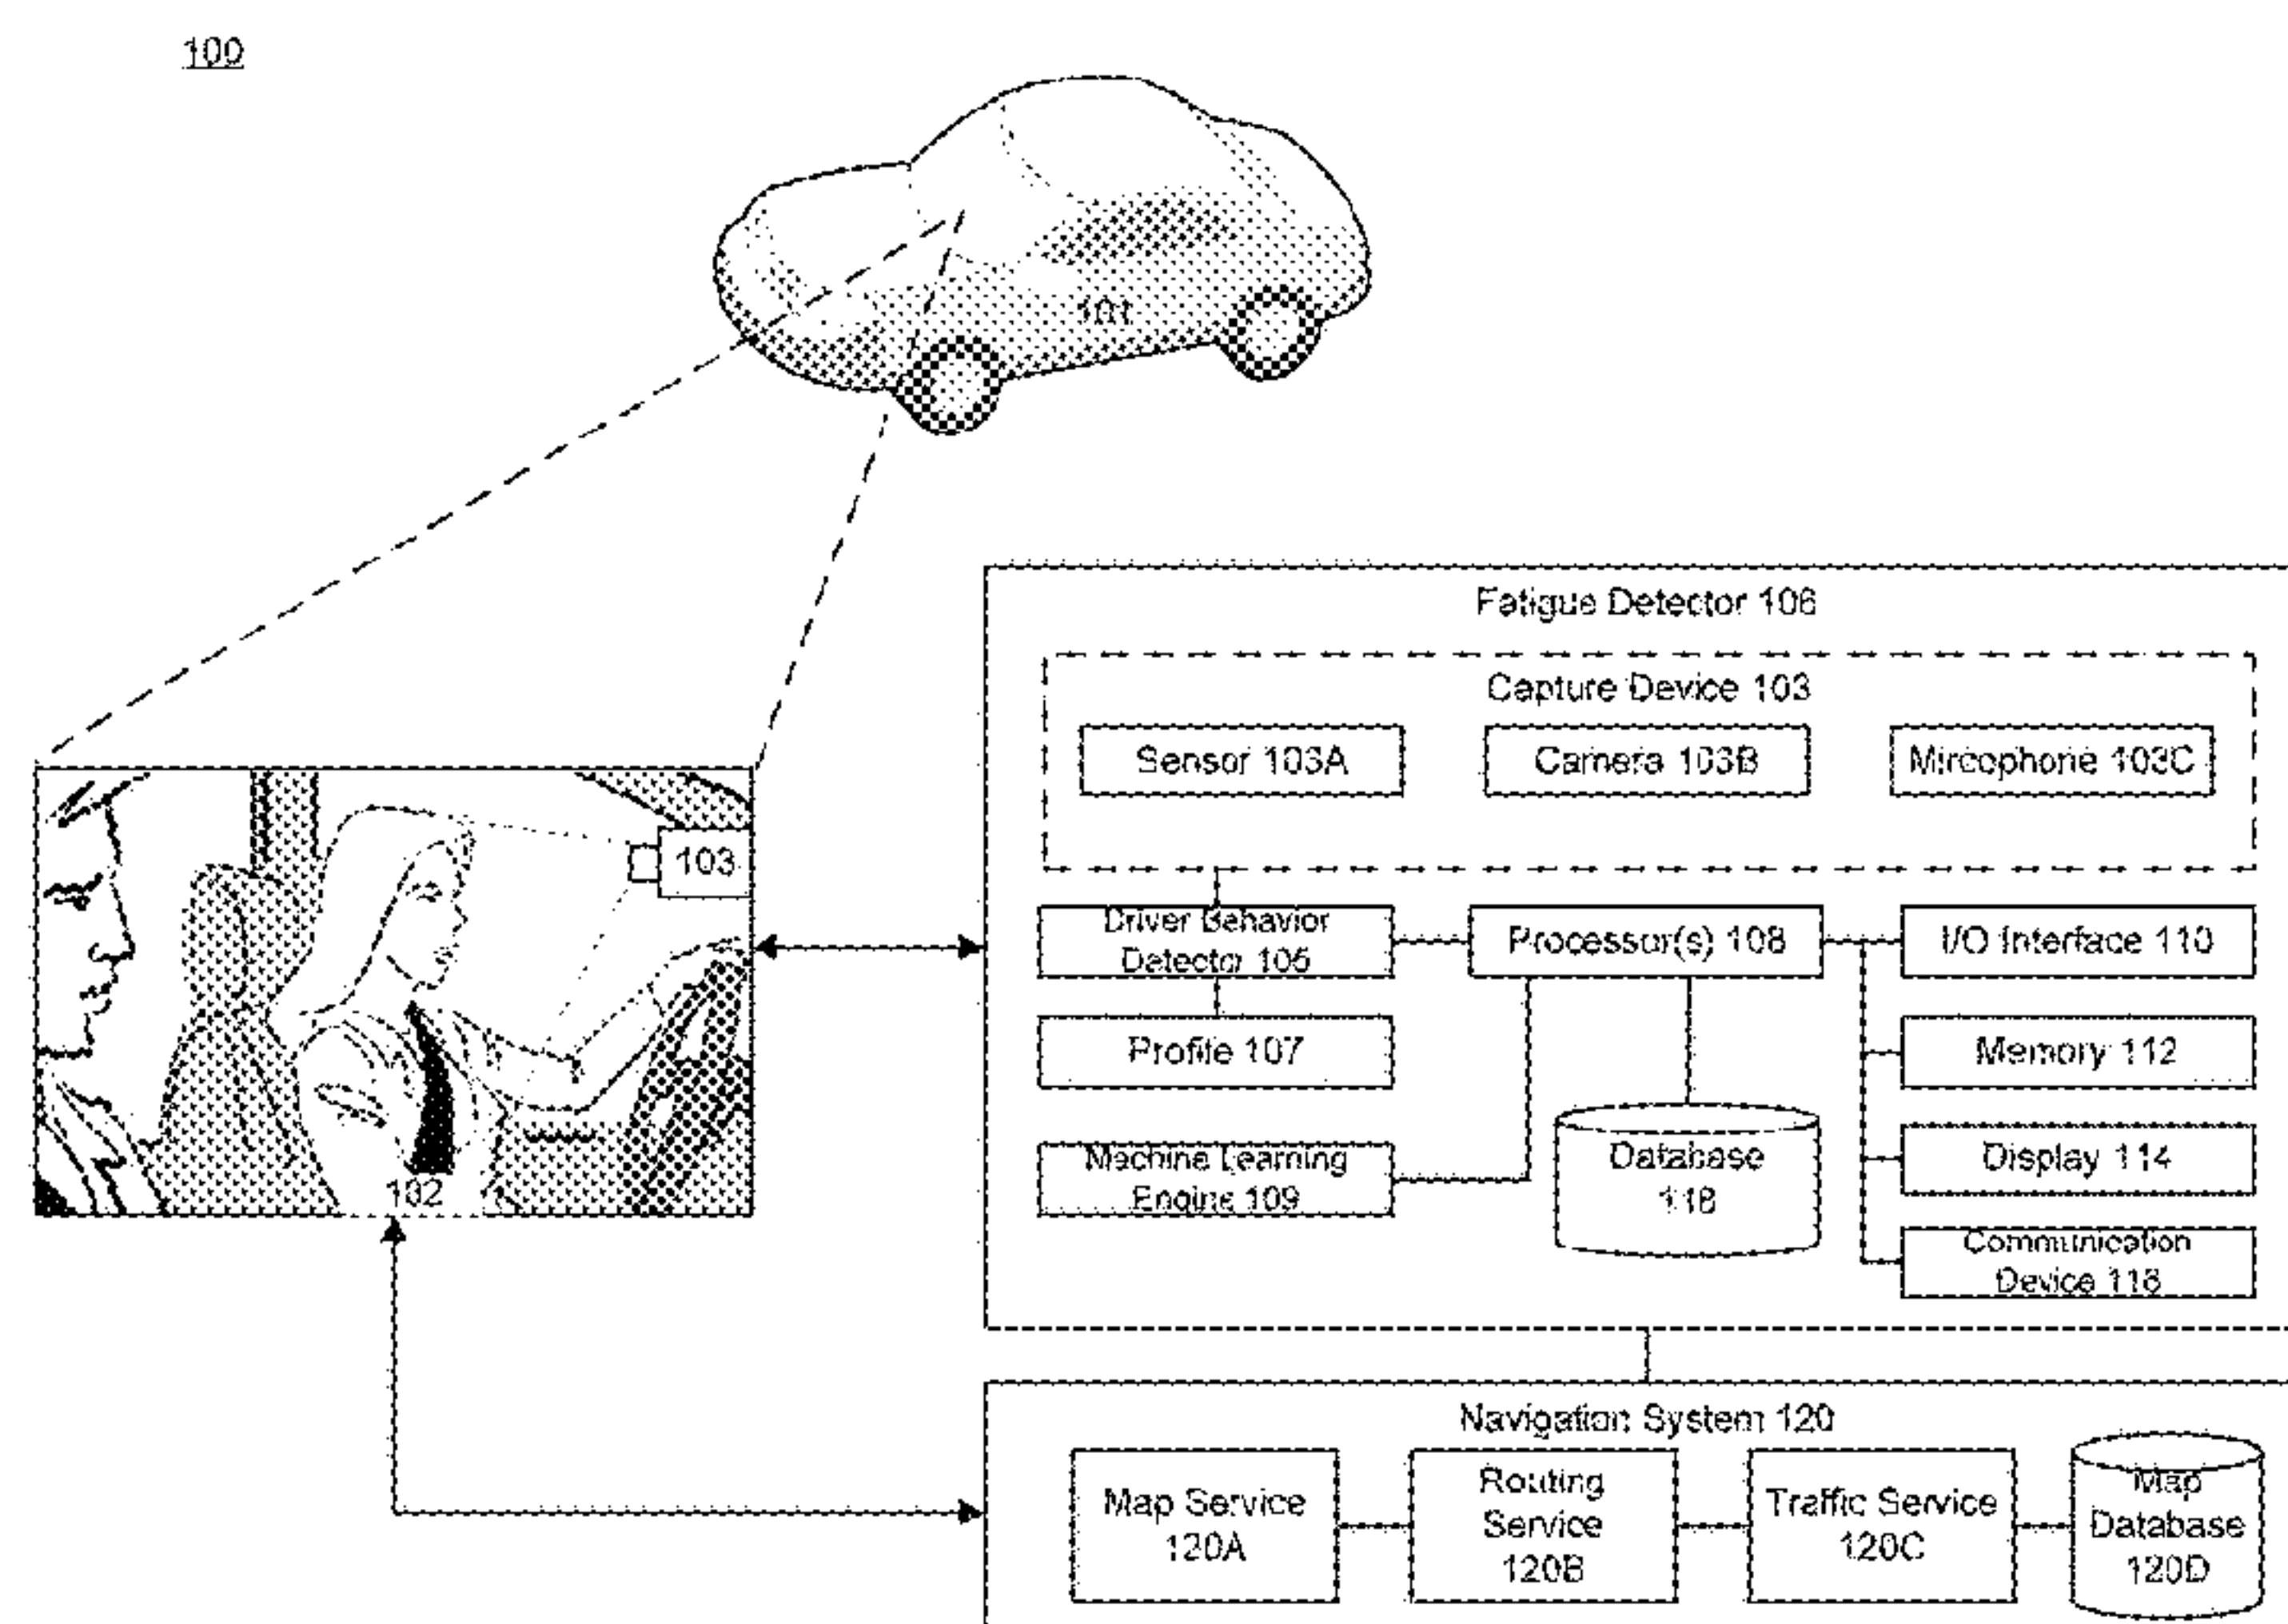 100
101
Fatigue Detector 106
Capture Device 103
Sensor 103A
Camera 103B
Mircophone 103C
103
Driver Behavior
Detector 105
Processor(s) 108
I/O Interface 110
Profile 107
Memory 112
Machine Learning
Engine 109
Database
118
Display 114
Communication
Device 116
102
Navigation System 120
Map Service
120A
Routing
Service
120B
Traffic Service
120C
Map
Database
120D